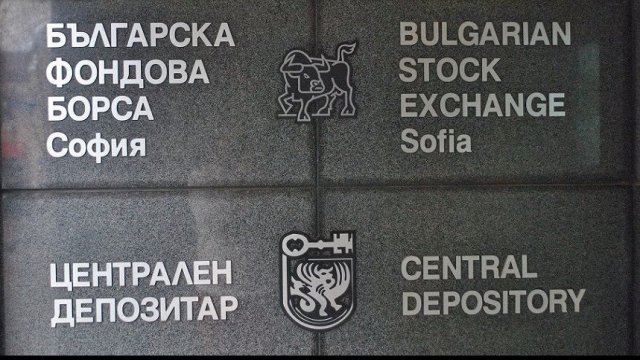 БЪЛГАРСКА
ФОНДОВА
БОРСА
София
BULGARIAN
STOCK
EXCHANGE
Sofia
ЦЕНТРАЛЕН
ДЕПОЗИТАР
CENTRAL
DEPOSITORY